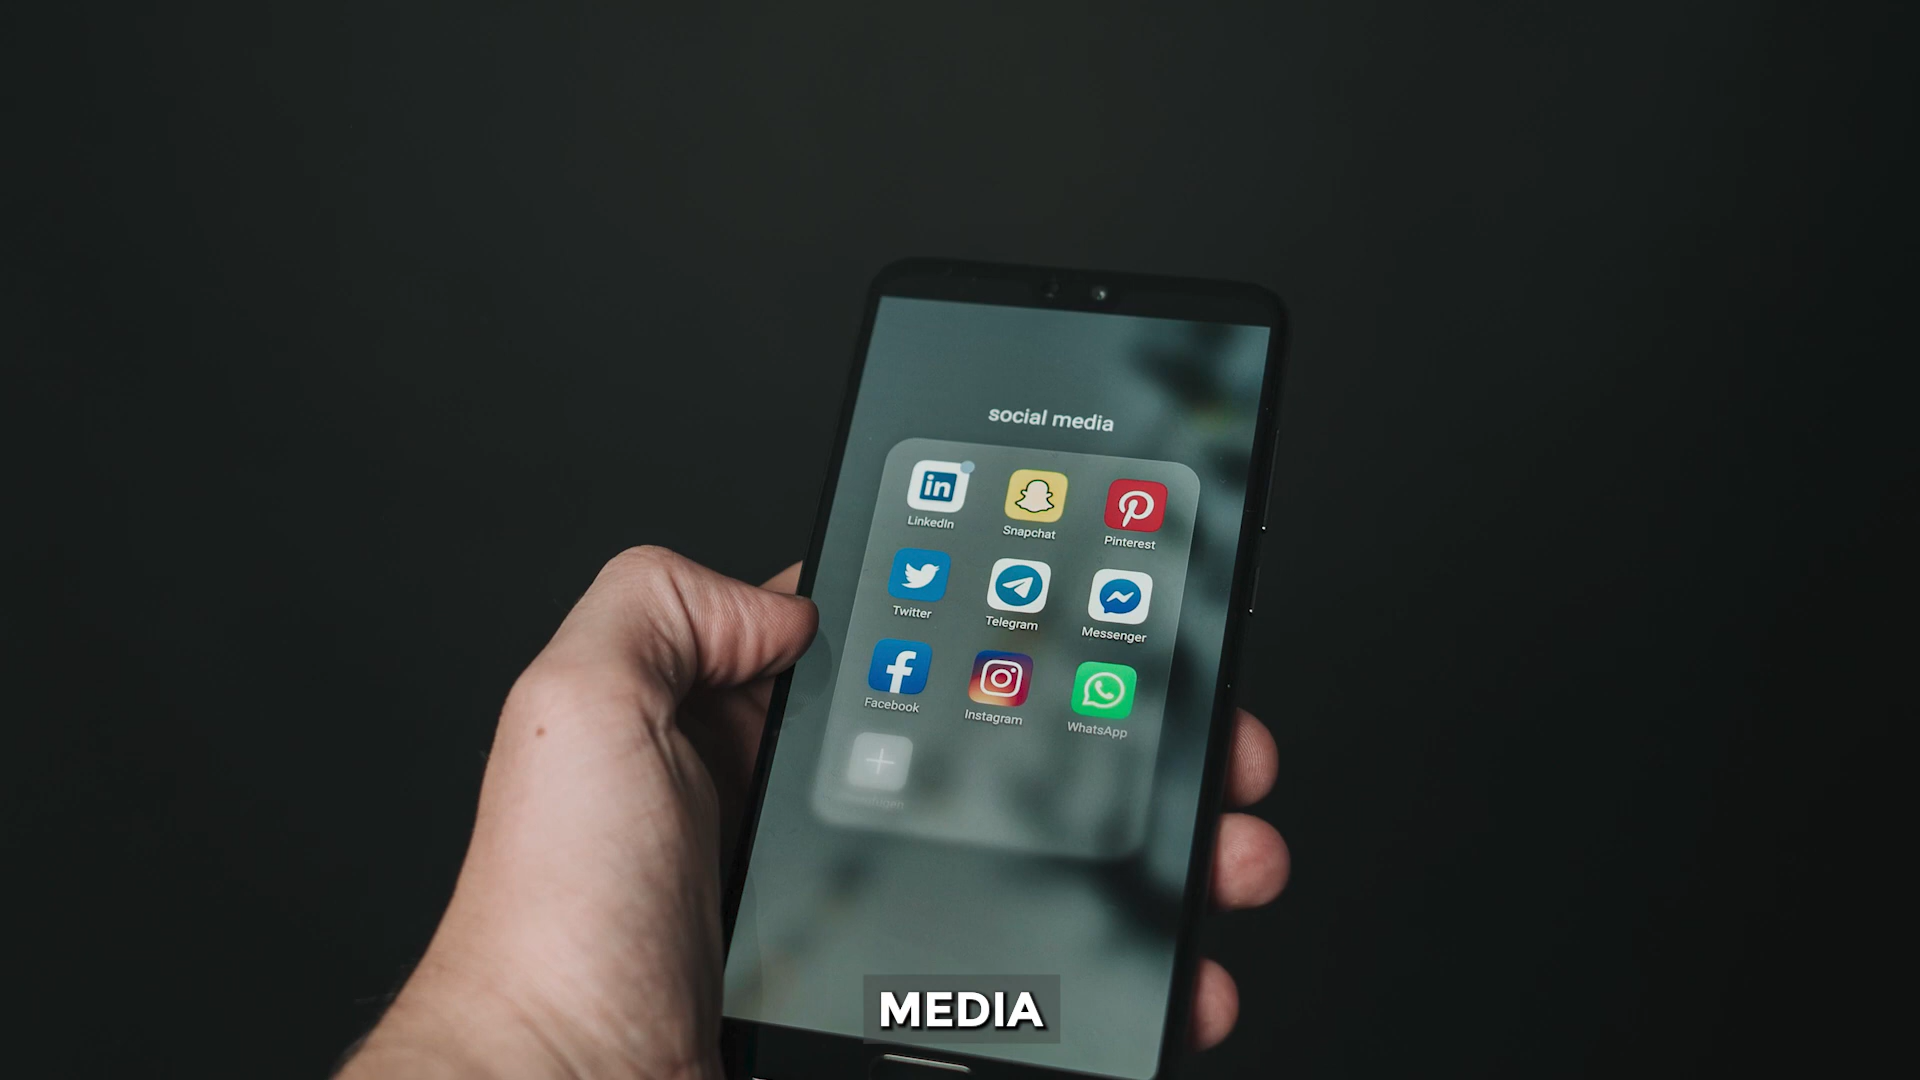 social media
LinkedIn
Snapchat
Pinterest
Twitter
Telegram
Messenger
Facebook
Instagram
WhatsApp
MEDIA